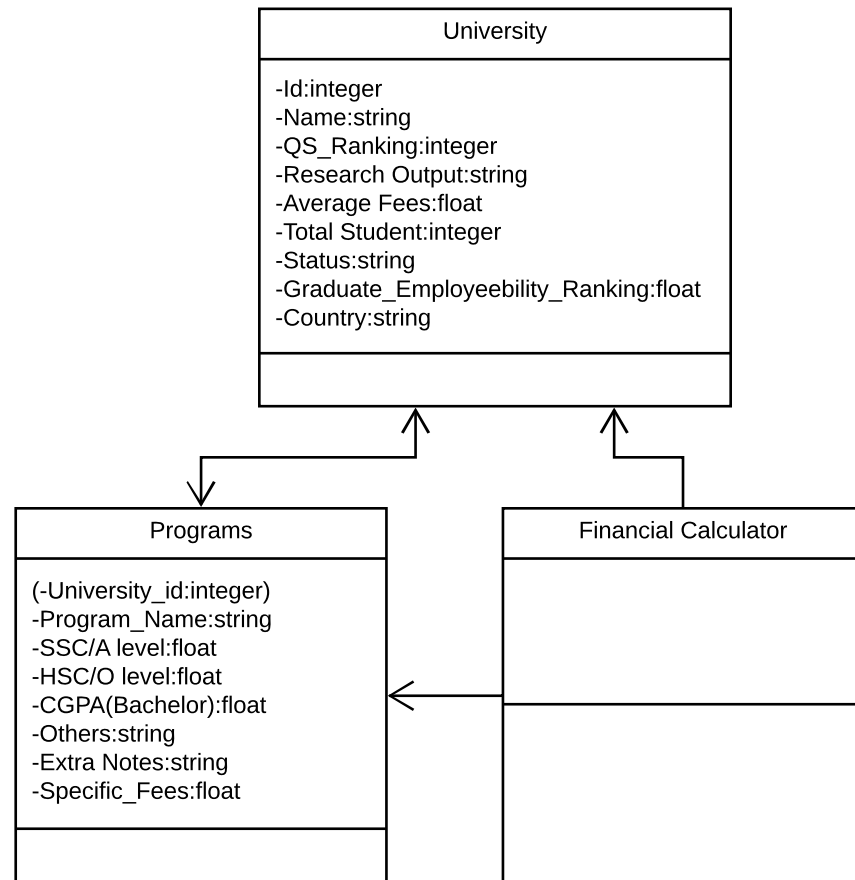 University
-Id:integer
-Name:string
-QS_Ranking:integer
-Research Output:string
-Average Fees:float
-Total Student:integer
-Status:string
-Graduate_Employeebility_Ranking:float
-Country:string
Programs
(-University_id:integer)
-Program_Name:string
-SSC/A level:float
-HSC/O level:float
-CGPA(Bachelor):float
-Others:string
-Extra Notes:string
-Specific_Fees:float
Financial Calculator